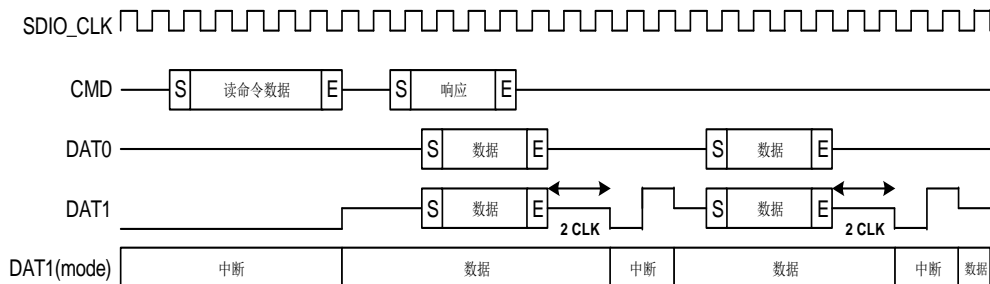 SDIO_CLK
CMD S 读命令数据 E S 响应 E
DAT0 S 数据 E S 数据 E
DAT1 S 数据 E S 数据 E
2 CLK 2 CLK
DAT1(mode) 中断 数据 中断 数据 中断 数据